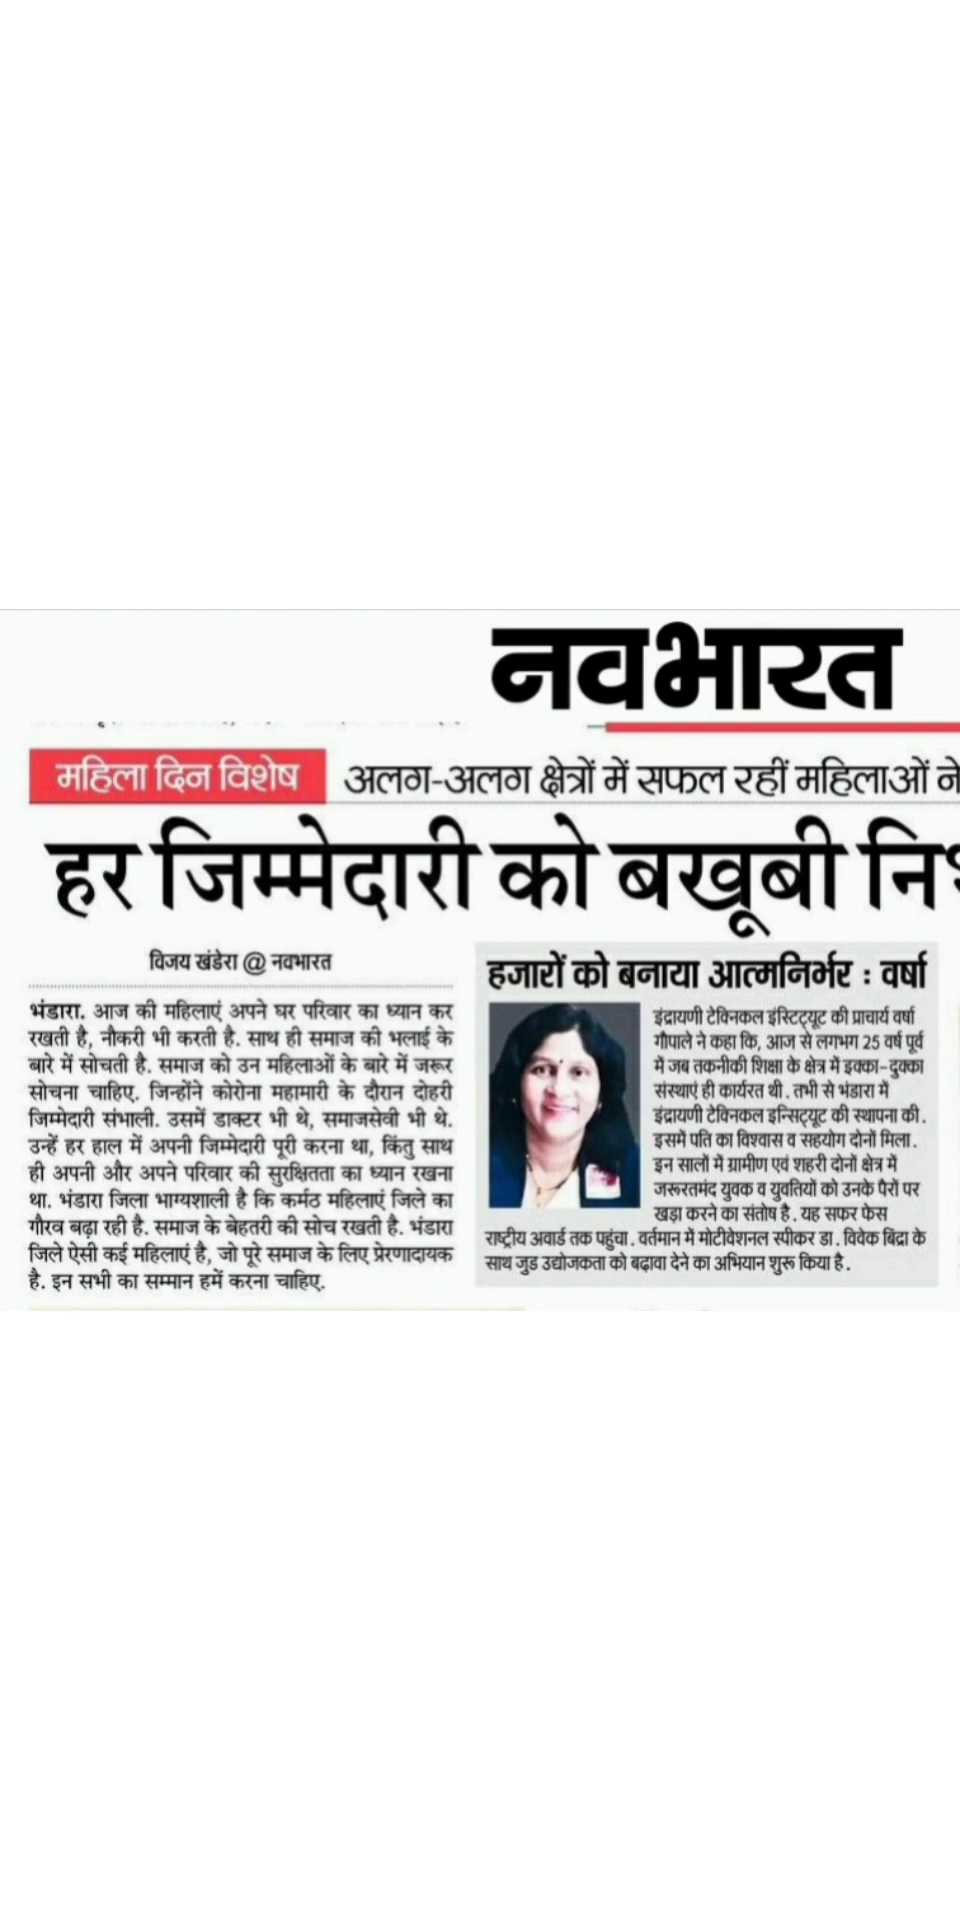 नवभारत
महिला दिन विशेष
अलग-अलग क्षेत्रों में सफल रहीं महिलाओं ने
हर जिम्मेदारी को बखूबी
विजय खंडेरा @ नवभारत
भंडारा. आज की महिलाएं अपने घर परिवार का ध्यान कर
रखती है, नौकरी भी करती है. साथ ही समाज की भलाई के
बारे में सोचती है. समाज को उन महिलाओं के बारे में जरूर
सोचना चाहिए. जिन्होंने कोरोना महामारी के दौरान दोहरी
जिम्मेदारी संभाली. उसमें डाक्टर भी थे, समाजसेवी भी थे.
उन्हें हर हाल में अपनी जिम्मेदारी पूरी करना था, किंतु साथ
ही अपनी और अपने परिवार की सुरक्षितता का ध्यान रखना
था. भंडारा जिला भाग्यशाली है कि कर्मठ महिलाएं जिले का
गौरव बढ़ा रही है. समाज के बेहतरी की सोच रखती है. भंडारा
जिले ऐसी कई महिलाएं है, जो पूरे समाज के लिए प्रेरणादायक
है. इन सभी का सम्मान हमें करना चाहिए.
हजारों को बनाया आत्मनिर्भर : वर्षा
इंद्रायणी टेक्निकल इंस्टिट्यूट की प्राचार्य वर्षा
गौपाले ने कहा कि, आज से लगभग 25 वर्ष पूर्व
में जब तकनीकी शिक्षा के क्षेत्र में इक्का-दुक्का
संस्थाएं ही कार्यरत थी. तभी से भंडारा में
इंद्रायणी टेक्निकल इन्सिट्यूट की स्थापना की.
इसमें पति का विश्वास व सहयोग दोनों मिला.
इन सालों में ग्रामीण एवं शहरी दोनों क्षेत्र में
जरूरतमंद युवक व युवतियों को उनके पैरों पर
खड़ा करने का संतोष है. यह सफर फेस
राष्ट्रीय अवार्ड तक पहुंचा. वर्तमान में मोटीवेशनल स्पीकर डा. विवेक बिंद्रा के
साथ जुड उद्योजकता को बढ़ावा देने का अभियान शुरू किया है.